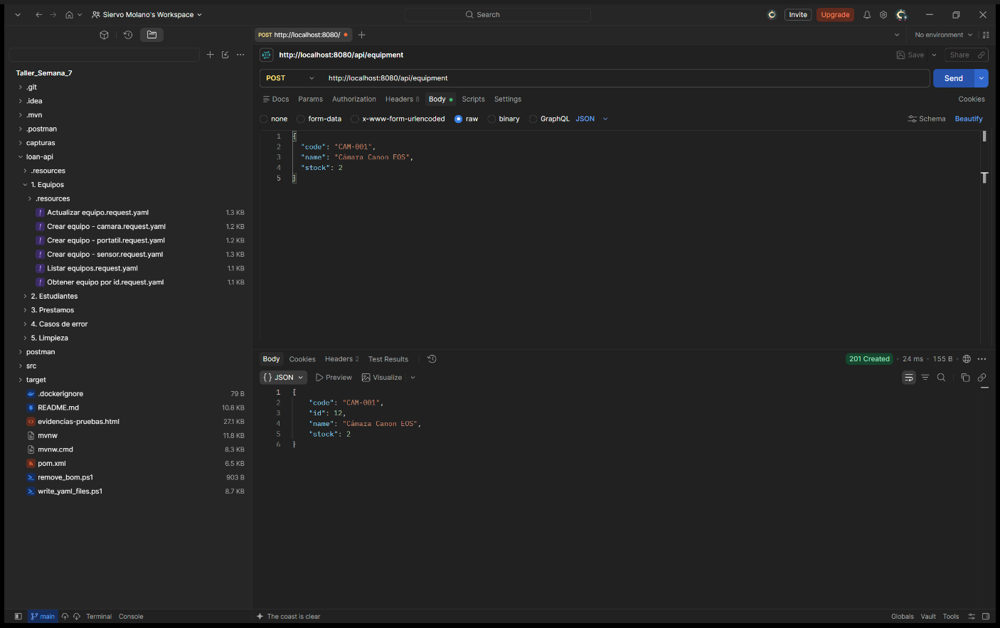 Siervo Molano's Workspace
Search
Invite
Upgrade
POST http://localhost:8080/
No environment
HTTP http://localhost:8080/api/equipment
Save
Share
POST http://localhost:8080/api/equipment
Send
Docs Params Authorization Headers 8 Body Scripts Settings
Cookies
none form-data x-www-form-urlencoded raw binary GraphQL JSON
Schema Beautify
1 {
2 "code": "CAM-001",
3 "name": "Cámara Canon EOS",
4 "stock": 2
5 }
Taller_Semana_7
.git
.idea
.mvn
.postman
capturas
loan-api
.resources
1. Equipos
.resources
Actualizar equipo.request.yaml 1.3 KB
Crear equipo - camara.request.yaml 1.2 KB
Crear equipo - portatil.request.yaml 1.2 KB
Crear equipo - sensor.request.yaml 1.3 KB
Listar equipos.request.yaml 1.1 KB
Obtener equipo por id.request.yaml 1.1 KB
2. Estudiantes
3. Prestamos
4. Casos de error
5. Limpieza
postman
src
target
.dockerignore 79 B
README.md 10.8 KB
evidencias-pruebas.html 27.1 KB
mvnw 11.8 KB
mvnw.cmd 8.3 KB
pom.xml 6.5 KB
remove_bom.ps1 903 B
write_yaml_files.ps1 8.7 KB
Body Cookies Headers 2 Test Results
201 Created 24 ms 155 B
{} JSON Preview Visualize
1 {
2 "code": "CAM-001",
3 "id": 12,
4 "name": "Cámara Canon EOS",
5 "stock": 2
6 }
main Terminal Console
The coast is clear
Globals Vault Tools